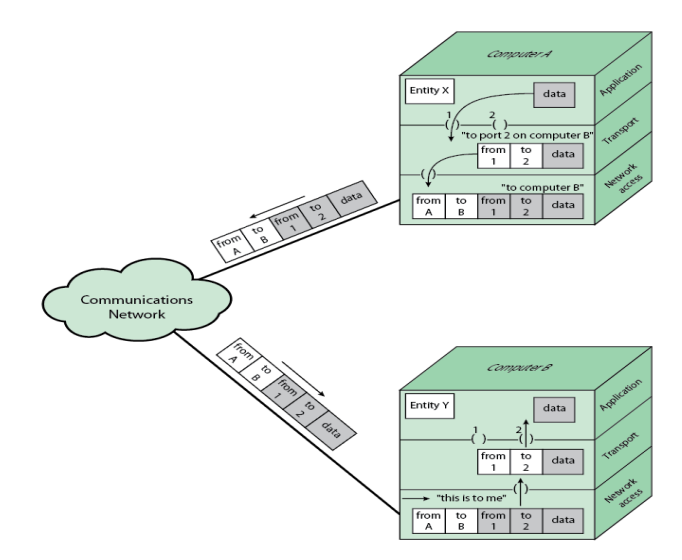 Computer A
Entity X
data
Application
1
2
"to port 2 on computer B"
from
1
to
2
data
Transport
"to computer B"
from
A
to
B
from
1
to
2
data
Network
access
from
A
to
B
from
1
to
2
data
Communications
Network
from
A
to
B
from
1
to
2
data
Computer B
Entity Y
data
Application
1
2
from
1
to
2
data
Transport
"this is to me"
from
A
to
B
from
1
to
2
data
Network
access